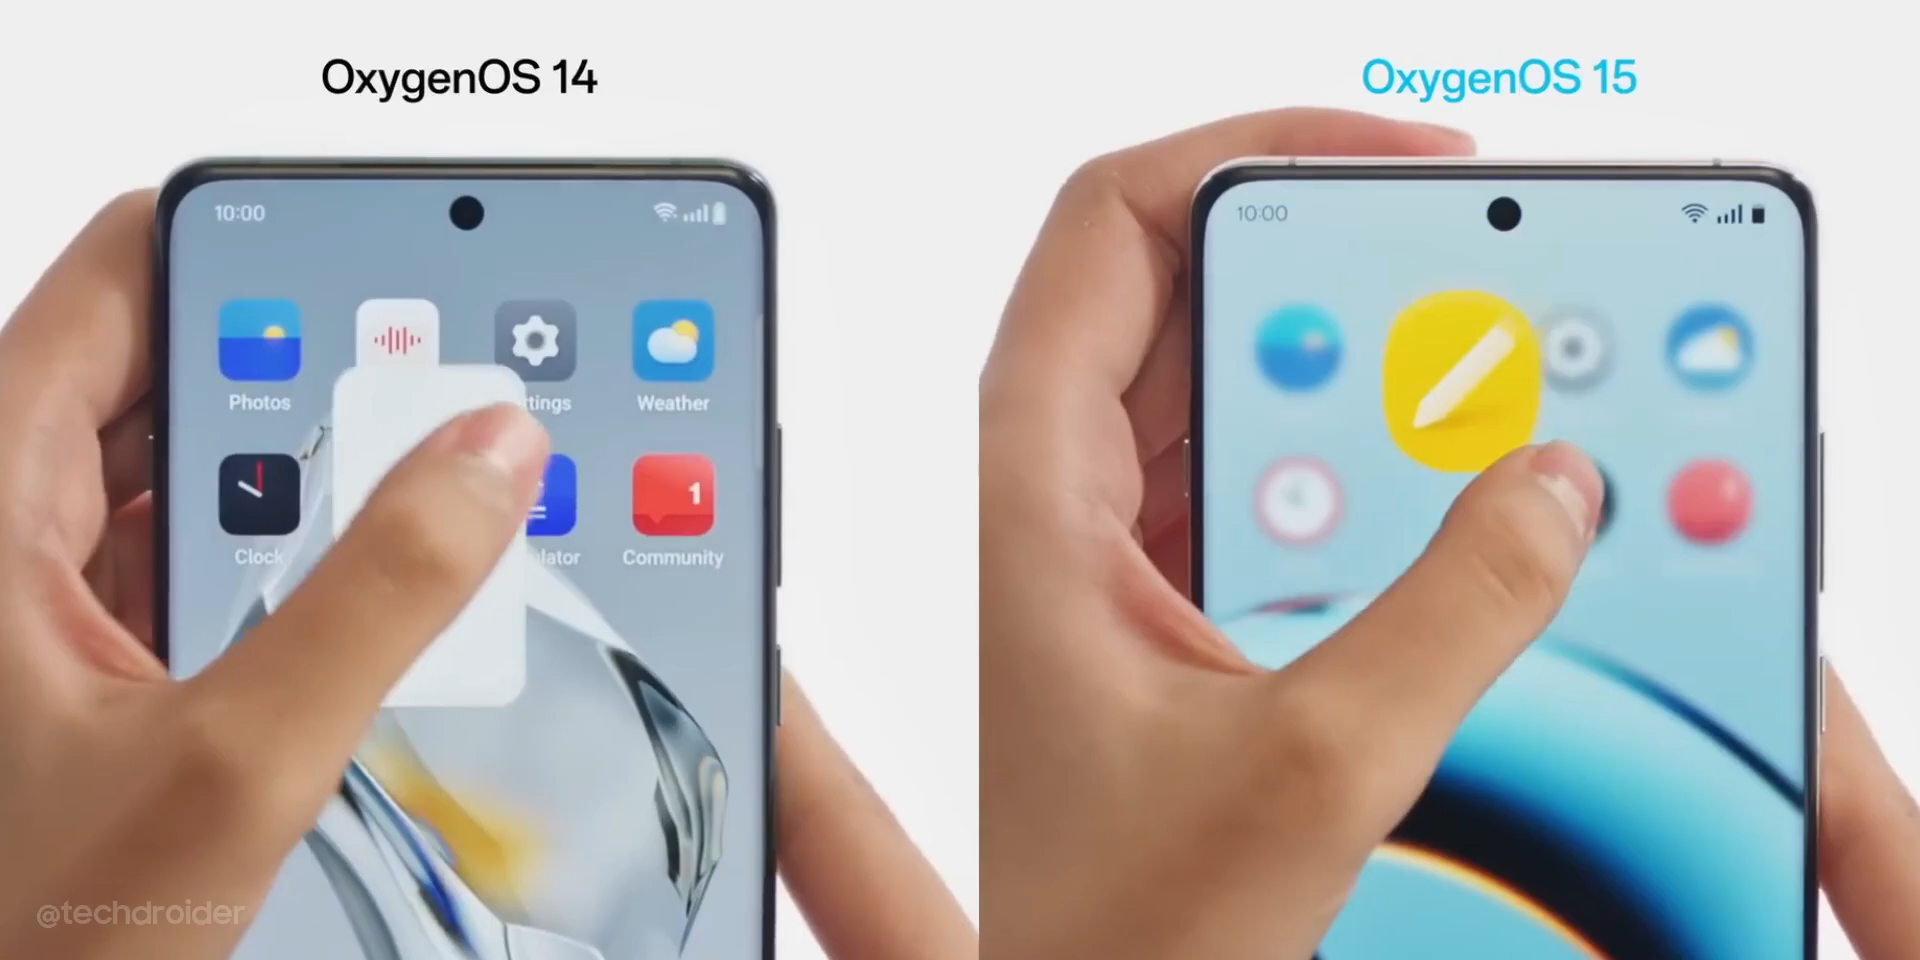 OxygenOS 14
OxygenOS 15
10:00
10:00
Photos
Weather
Clock
Community
1
@techdroider